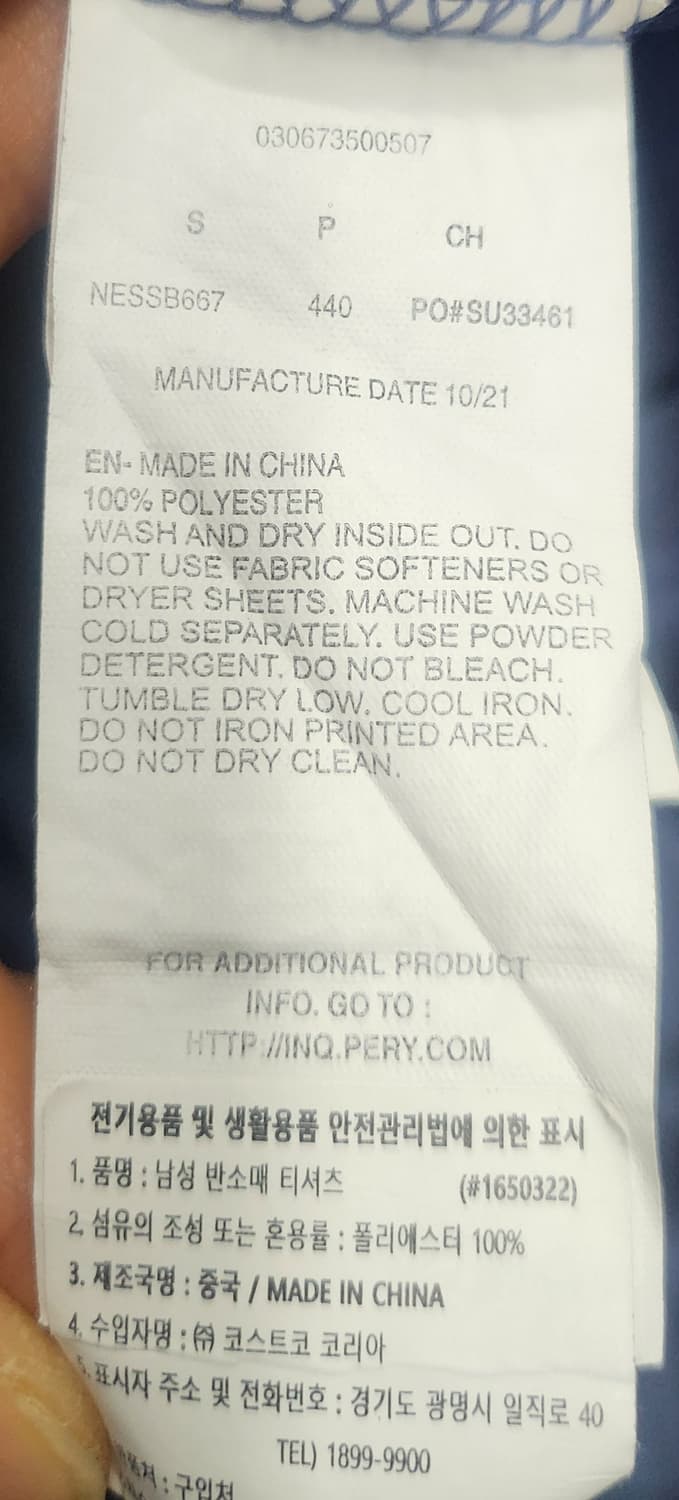 030673500507
S P CH
NESSB667 440 PO#SU33461
MANUFACTURE DATE 10/21
EN- MADE IN CHINA
100% POLYESTER
WASH AND DRY INSIDE OUT. DO
NOT USE FABRIC SOFTENERS OR
DRYER SHEETS. MACHINE WASH
COLD SEPARATELY. USE POWDER
DETERGENT. DO NOT BLEACH.
TUMBLE DRY LOW. COOL IRON.
DO NOT IRON PRINTED AREA.
DO NOT DRY CLEAN.
FOR ADDITIONAL PRODUCT
INFO. GO TO :
HTTP://INQ.PERY.COM
전기용품 및 생활용품 안전관리법에 의한 표시
1. 품명 : 남성 반소매 티셔츠 (#1650322)
2. 섬유의 조성 또는 혼용률 : 폴리에스터 100%
3. 제조국명 : 중국 / MADE IN CHINA
4. 수입자명 : ㈜ 코스트코 코리아
5. 표시자 주소 및 전화번호 : 경기도 광명시 일직로 40
TEL) 1899-9900
: 구입처